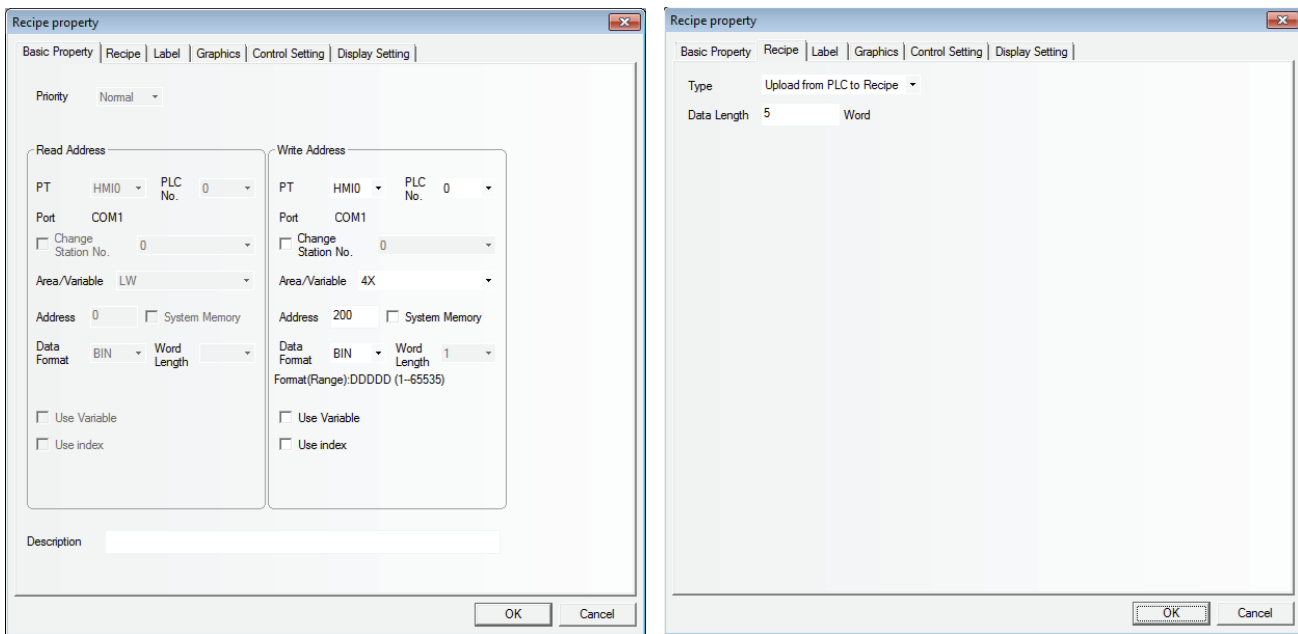 Recipe property
Basic Property Recipe Label Graphics Control Setting Display Setting
Priority Normal
Read Address
PT HMI0 PLC No. 0
Port COM1
Change Station No. 0
Area/Variable LW
Address 0 System Memory
Data Format BIN Word Length
Use Variable
Use index
Write Address
PT HMI0 PLC No. 0
Port COM1
Change Station No. 0
Area/Variable 4X
Address 200 System Memory
Data Format BIN Word Length 1
Format(Range):DDDDD (1--65535)
Use Variable
Use index
Description
OK Cancel
Recipe property
Basic Property Recipe Label Graphics Control Setting Display Setting
Type Upload from PLC to Recipe
Data Length 5 Word
OK Cancel